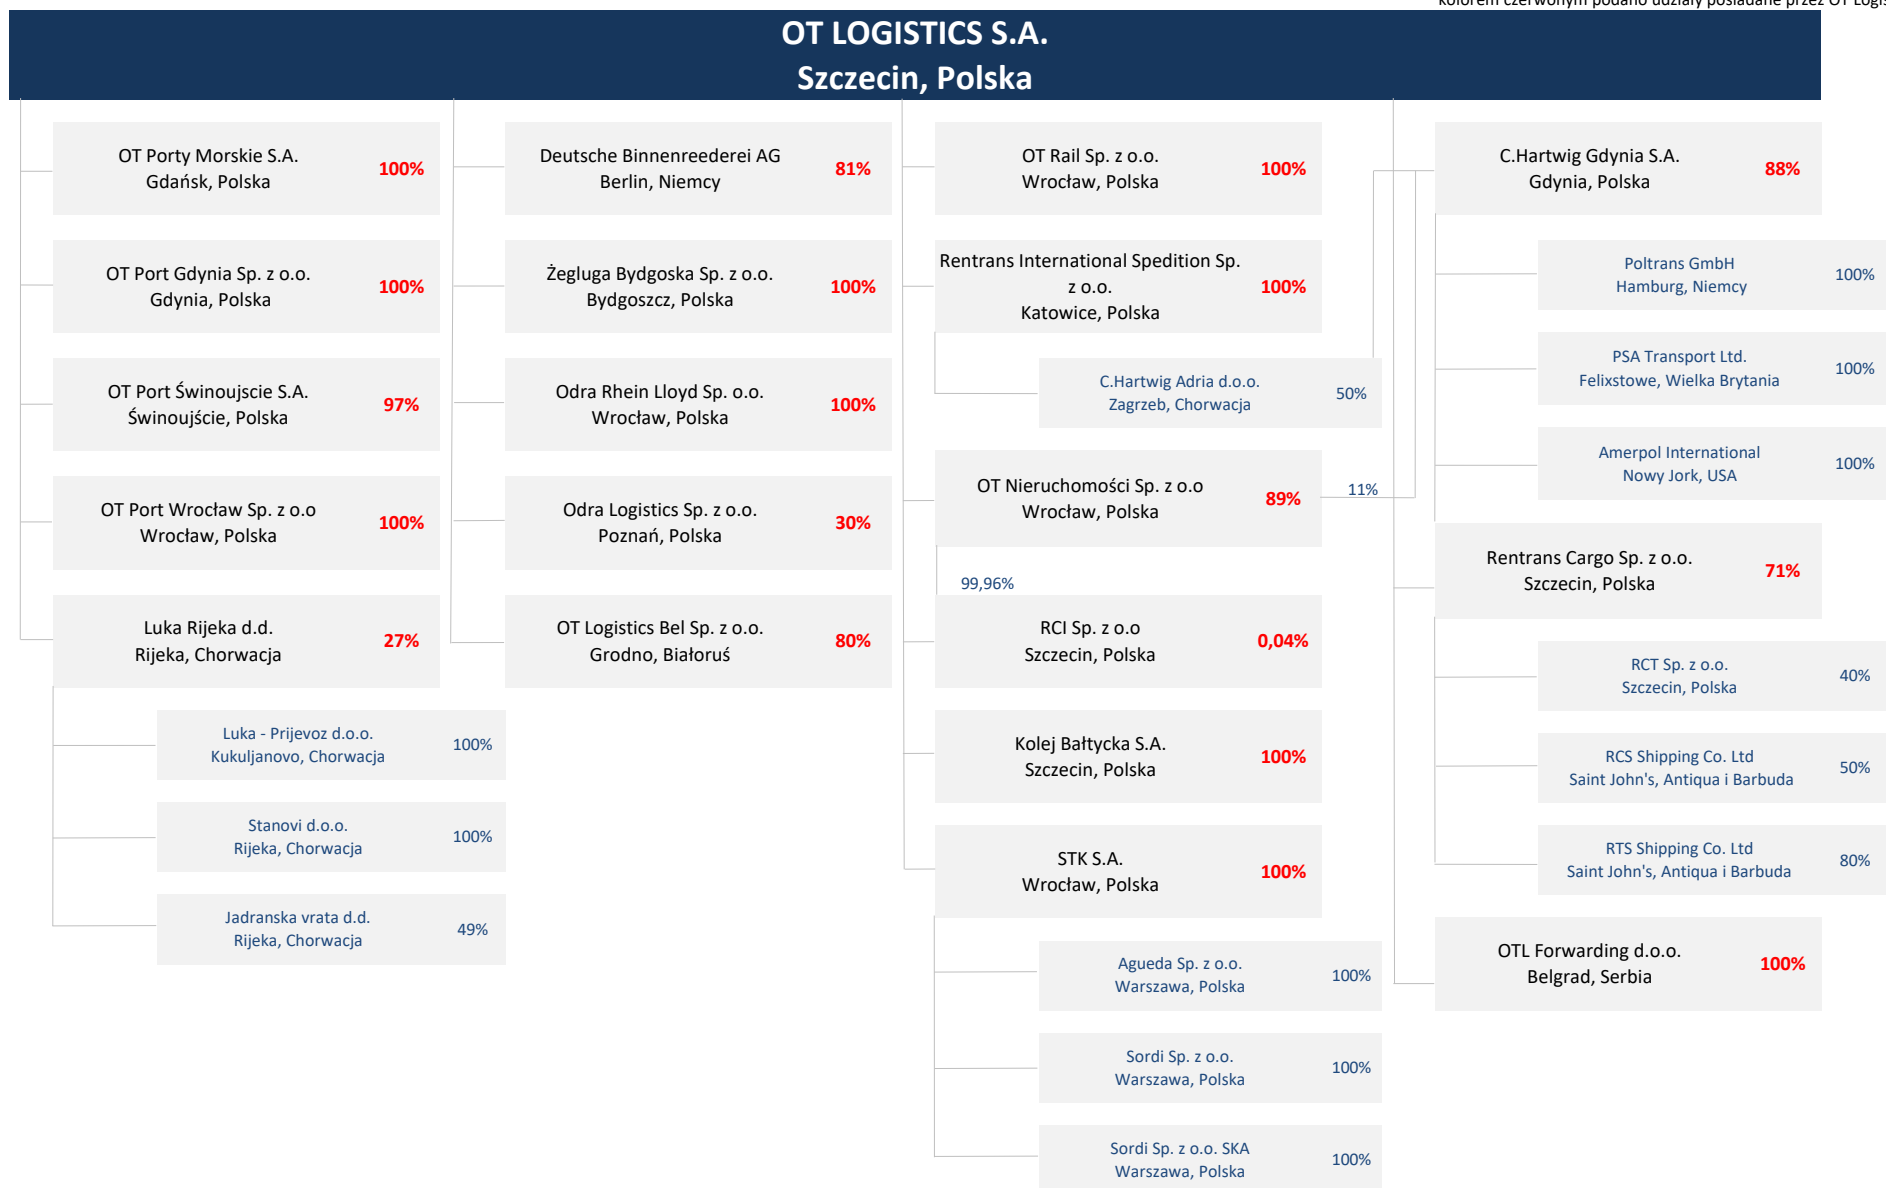 kolorem czerwonym podano udziały posiadane przez OT Logis
OT LOGISTICS S.A.
Szczecin, Polska
OT Porty Morskie S.A.
Gdańsk, Polska
100%
OT Port Gdynia Sp. z o.o.
Gdynia, Polska
100%
OT Port Świnoujscie S.A.
Świnoujście, Polska
97%
OT Port Wrocław Sp. z o.o
Wrocław, Polska
100%
Luka Rijeka d.d.
Rijeka, Chorwacja
27%
Luka - Prijevoz d.o.o.
Kukuljanovo, Chorwacja
100%
Stanovi d.o.o.
Rijeka, Chorwacja
100%
Jadranska vrata d.d.
Rijeka, Chorwacja
49%
Deutsche Binnenreederei AG
Berlin, Niemcy
81%
Żegluga Bydgoska Sp. z o.o.
Bydgoszcz, Polska
100%
Odra Rhein Lloyd Sp. o.o.
Wrocław, Polska
100%
Odra Logistics Sp. z o.o.
Poznań, Polska
30%
OT Logistics Bel Sp. z o.o.
Grodno, Białoruś
80%
OT Rail Sp. z o.o.
Wrocław, Polska
100%
Rentrans International Spedition Sp.
z o.o.
Katowice, Polska
100%
C.Hartwig Adria d.o.o.
Zagrzeb, Chorwacja
50%
OT Nieruchomości Sp. z o.o
Wrocław, Polska
89%
11%
99,96%
RCI Sp. z o.o
Szczecin, Polska
0,04%
Kolej Bałtycka S.A.
Szczecin, Polska
100%
STK S.A.
Wrocław, Polska
100%
Agueda Sp. z o.o.
Warszawa, Polska
100%
Sordi Sp. z o.o.
Warszawa, Polska
100%
Sordi Sp. z o.o. SKA
Warszawa, Polska
100%
C.Hartwig Gdynia S.A.
Gdynia, Polska
88%
Poltrans GmbH
Hamburg, Niemcy
100%
PSA Transport Ltd.
Felixstowe, Wielka Brytania
100%
Amerpol International
Nowy Jork, USA
100%
Rentrans Cargo Sp. z o.o.
Szczecin, Polska
71%
RCT Sp. z o.o.
Szczecin, Polska
40%
RCS Shipping Co. Ltd
Saint John's, Antiqua i Barbuda
50%
RTS Shipping Co. Ltd
Saint John's, Antiqua i Barbuda
80%
OTL Forwarding d.o.o.
Belgrad, Serbia
100%